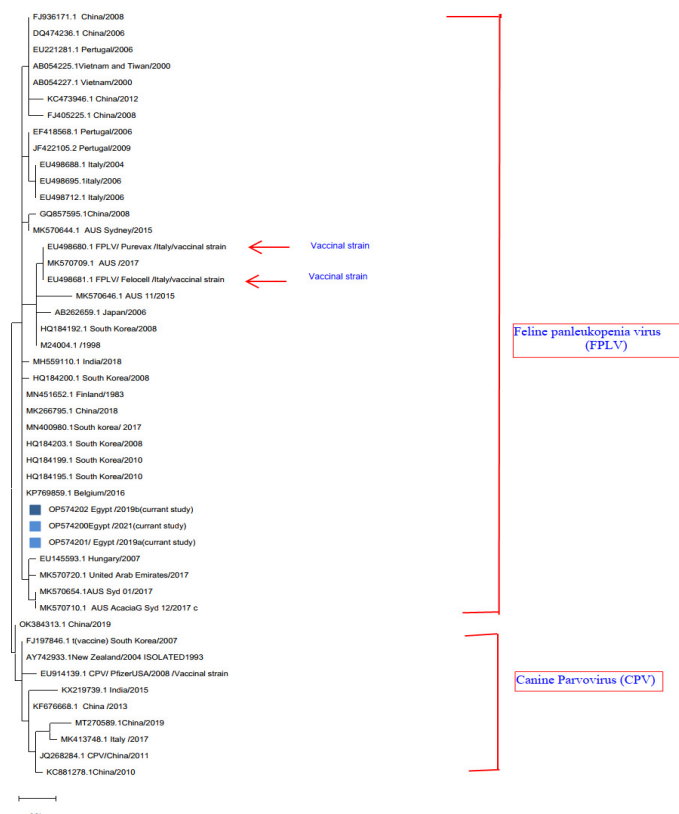 FJ936171.1 China/2008
DQ474236.1 China/2006
EU221281.1 Pertugal/2006
AB054225.1Vietnam and Tiwan/2000
AB054227.1 Vietnam/2000
KC473946.1 China/2012
FJ405225.1 China/2008
EF418568.1 Pertugal/2006
JF422105.2 Pertugal/2009
EU498688.1 Italy/2004
EU498695.1italy/2006
EU498712.1 Italy/2006
GQ857595.1China/2008
MK570644.1 AUS Sydney/2015
EU498680.1 FPLV/ Purevax /Italy/vaccinal strain
Vaccinal strain
MK570709.1 AUS /2017
EU498681.1 FPLV/ Felocell /Italy/vaccinal strain
Vaccinal strain
MK570646.1 AUS 11/2015
AB262659.1 Japan/2006
HQ184192.1 South Korea/2008
M24004.1 /1998
MH559110.1 India/2018
HQ184200.1 South Korea/2008
MN451652.1 Finland/1983
MK266795.1 China/2018
MN400980.1South korea/ 2017
HQ184203.1 South Korea/2008
HQ184199.1 South Korea/2010
HQ184195.1 South Korea/2010
KP769859.1 Belgium/2016
OP574202 Egypt /2019b(currant study)
OP574200Egypt /2021(currant study)
OP574201/ Egypt /2019a(currant study)
EU145593.1 Hungary/2007
MK570720.1 United Arab Emirates/2017
MK570654.1AUS Syd 01/2017
MK570710.1 AUS AcaciaG Syd 12/2017 c
Feline panleukopenia virus
(FPLV)
OK384313.1 China/2019
FJ197846.1 t(vaccine) South Korea/2007
AY742933.1New Zealand/2004 ISOLATED1993
EU914139.1 CPV/ PfizerUSA/2008 /Vaccinal strain
KX219739.1 India/2015
KF676668.1 China /2013
MT270589.1China/2019
MK413748.1 Italy /2017
JQ268284.1 CPV/China/2011
KC881278.1China/2010
Canine Parvovirus (CPV)